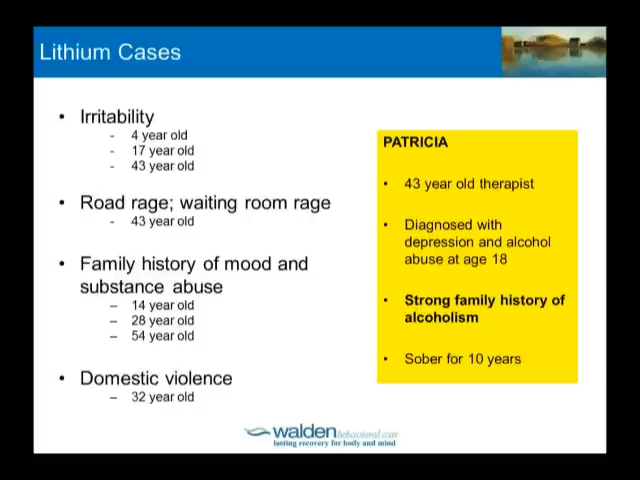 Lithium Cases
• Irritability
- 4 year old
- 17 year old
- 43 year old
• Road rage; waiting room rage
- 43 year old
• Family history of mood and
substance abuse
– 14 year old
– 28 year old
– 54 year old
• Domestic violence
– 32 year old
PATRICIA
• 43 year old therapist
• Diagnosed with
depression and alcohol
abuse at age 18
• Strong family history of
alcoholism
• Sober for 10 years
walden behavioral care
lasting recovery for body and mind